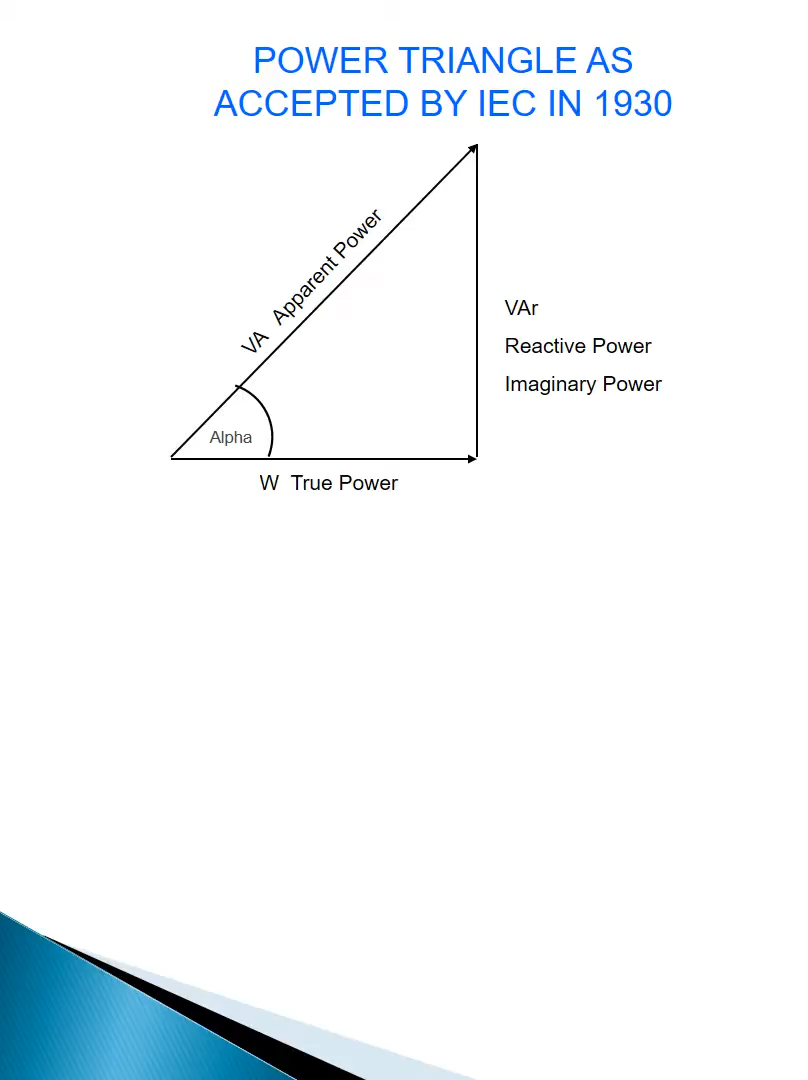 POWER TRIANGLE AS
ACCEPTED BY IEC IN 1930
VA Apparent Power
VAr
Reactive Power
Imaginary Power
Alpha
W True Power